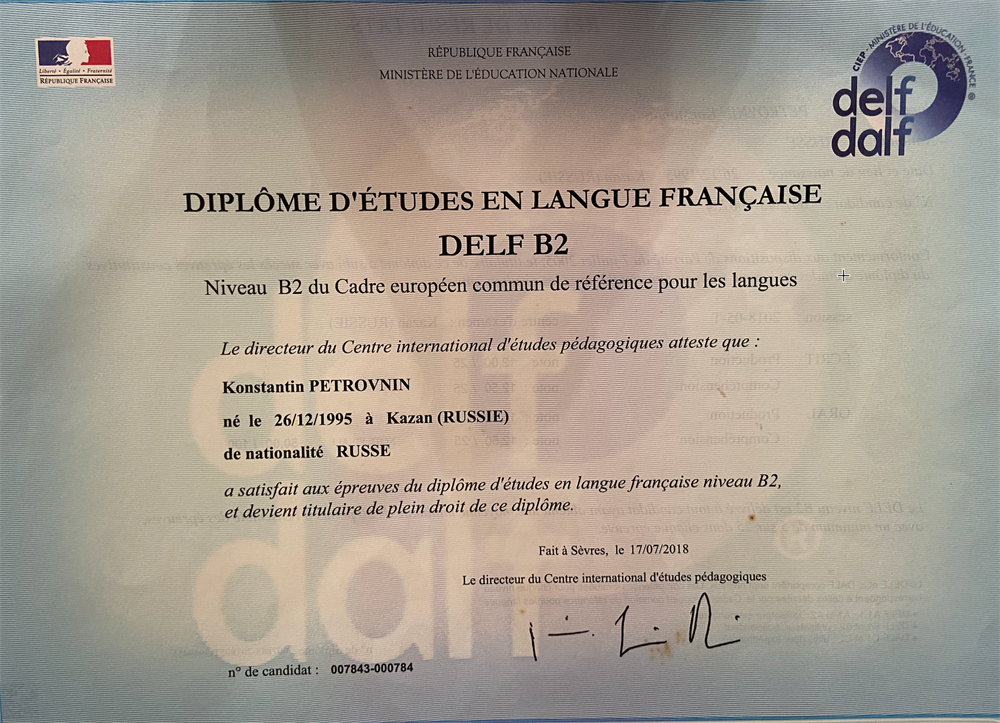 Liberté • Égalité • Fraternité
RÉPUBLIQUE FRANÇAISE
RÉPUBLIQUE FRANÇAISE
MINISTÈRE DE L'ÉDUCATION NATIONALE
CIEP - MINISTÈRE DE L'ÉDUCATION - FRANCE ®
delf
dalf
DIPLÔME D'ÉTUDES EN LANGUE FRANÇAISE
DELF B2
Niveau B2 du Cadre européen commun de référence pour les langues
Le directeur du Centre international d'études pédagogiques atteste que :
Konstantin PETROVNIN
né le 26/12/1995 à Kazan (RUSSIE)
de nationalité RUSSE
a satisfait aux épreuves du diplôme d'études en langue française niveau B2,
et devient titulaire de plein droit de ce diplôme.
Fait à Sèvres, le 17/07/2018
Le directeur du Centre international d'études pédagogiques
n° de candidat : 007843-000784
delf
dalf
®